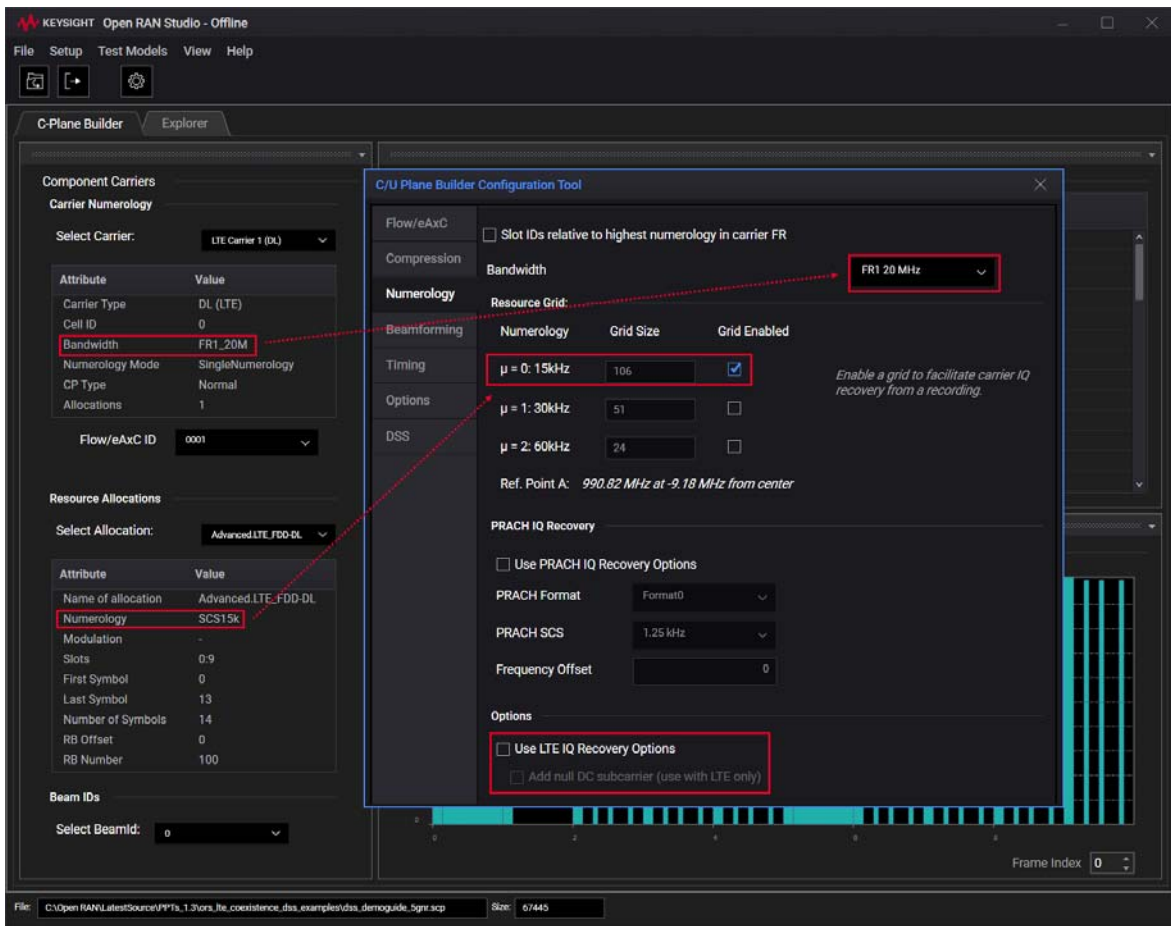 KEYSIGHT Open RAN Studio - Offline
File Setup Test Models View Help
C-Plane Builder Explorer
Component Carriers
Carrier Numerology
Select Carrier: LTE Carrier 1 (DL)
Attribute Value
Carrier Type DL (LTE)
Cell ID 0
Bandwidth FR1_20M
Numerology Mode SingleNumerology
CP Type Normal
Allocations 1
Flow/eAxC ID 0001
Resource Allocations
Select Allocation: Advanced.LTE_FDD-DL
Attribute Value
Name of allocation Advanced.LTE_FDD-DL
Numerology SCS15k
Modulation -
Slots 0:9
First Symbol 0
Last Symbol 13
Number of Symbols 14
RB Offset 0
RB Number 100
Beam IDs
Select BeamId: 0
C/U Plane Builder Configuration Tool
Flow/eAxC
Compression
Numerology
Beamforming
Timing
Options
DSS
Slot IDs relative to highest numerology in carrier FR
Bandwidth FR1 20 MHz
Resource Grid:
Numerology Grid Size Grid Enabled
μ = 0: 15kHz 106
μ = 1: 30kHz 51
μ = 2: 60kHz 24
Enable a grid to facilitate carrier IQ
recovery from a recording.
Ref. Point A: 990.82 MHz at -9.18 MHz from center
PRACH IQ Recovery
Use PRACH IQ Recovery Options
PRACH Format Format0
PRACH SCS 1.25 kHz
Frequency Offset 0
Options
Use LTE IQ Recovery Options
Add null DC subcarrier (use with LTE only)
0
0 2 4 6 8
Frame Index 0
File: C:\Open RAN\LatestSource\PPTs_1.3\ors_lte_coexistence_dss_examples\dss_demoguide_5gnr.scp Size: 67445